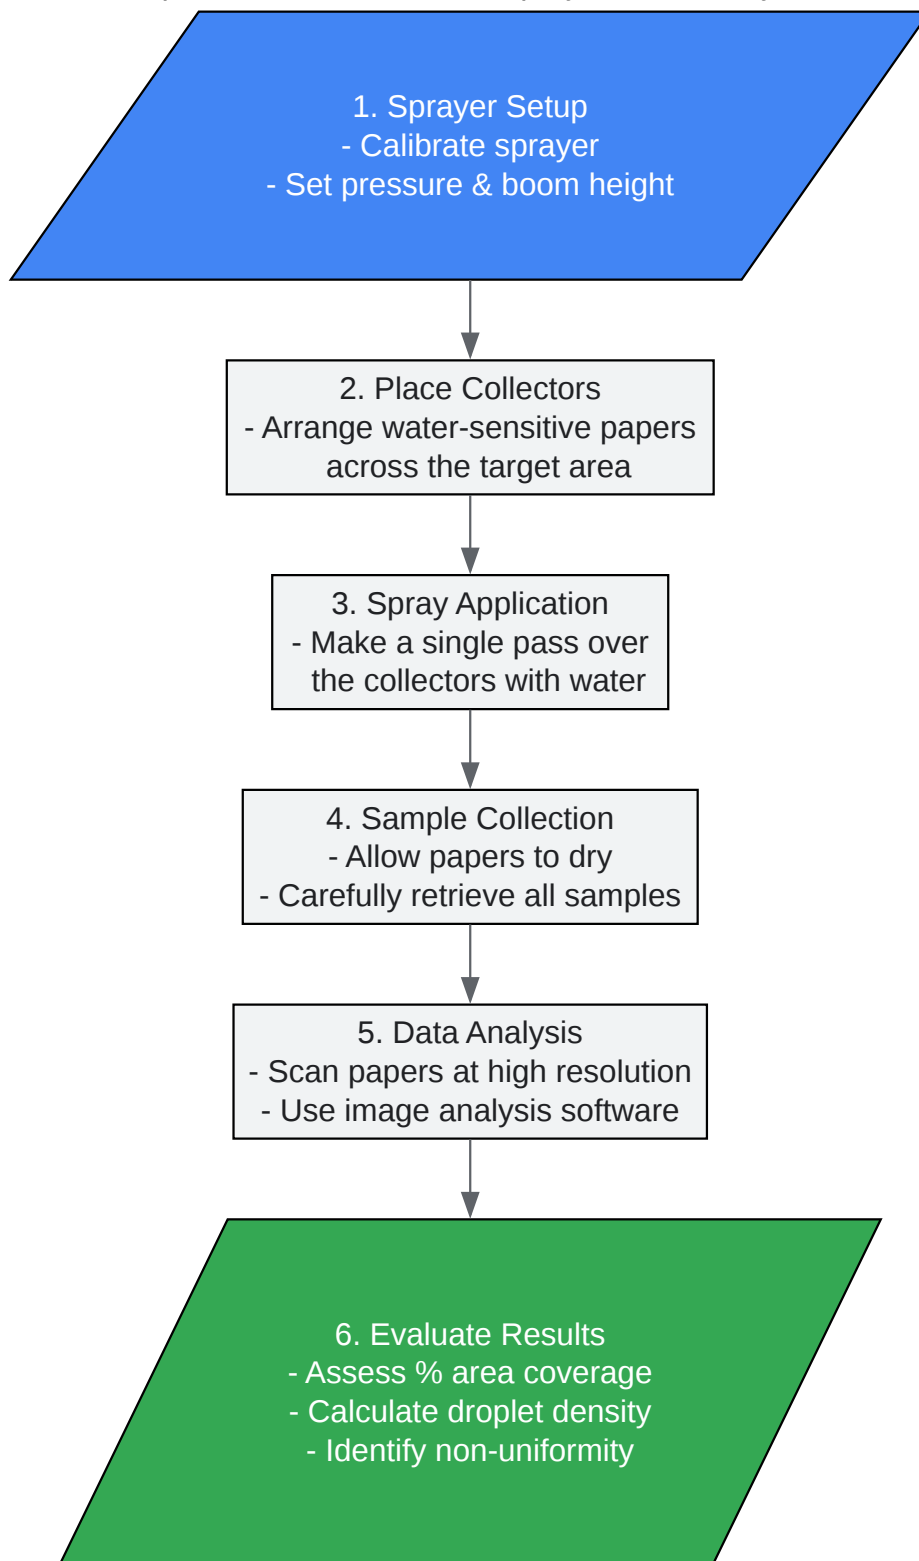 1. Sprayer Setup
- Calibrate sprayer
- Set pressure & boom height
2. Place Collectors
- Arrange water-sensitive papers
across the target area
3. Spray Application
- Make a single pass over
the collectors with water
4. Sample Collection
- Allow papers to dry
- Carefully retrieve all samples
5. Data Analysis
- Scan papers at high resolution
- Use image analysis software
6. Evaluate Results
- Assess % area coverage
- Calculate droplet density
- Identify non-uniformity